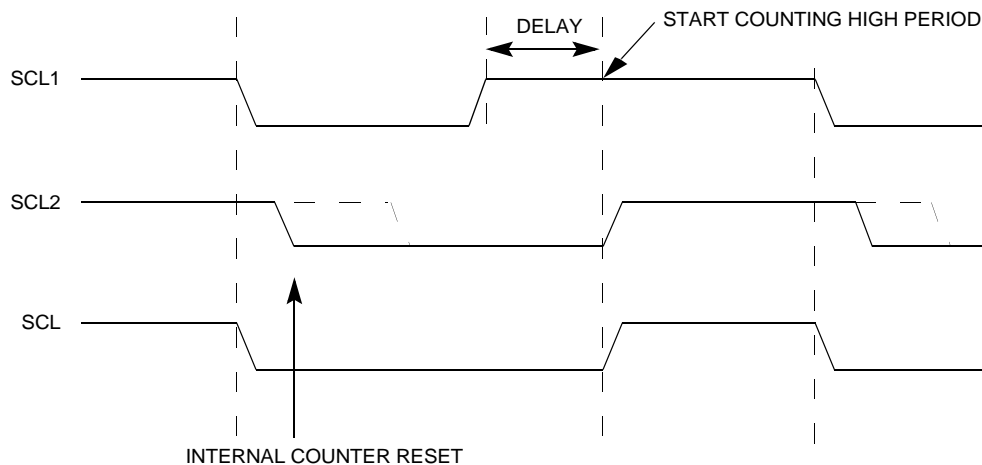 START COUNTING HIGH PERIOD
DELAY
SCL1
SCL2
SCL
INTERNAL COUNTER RESET